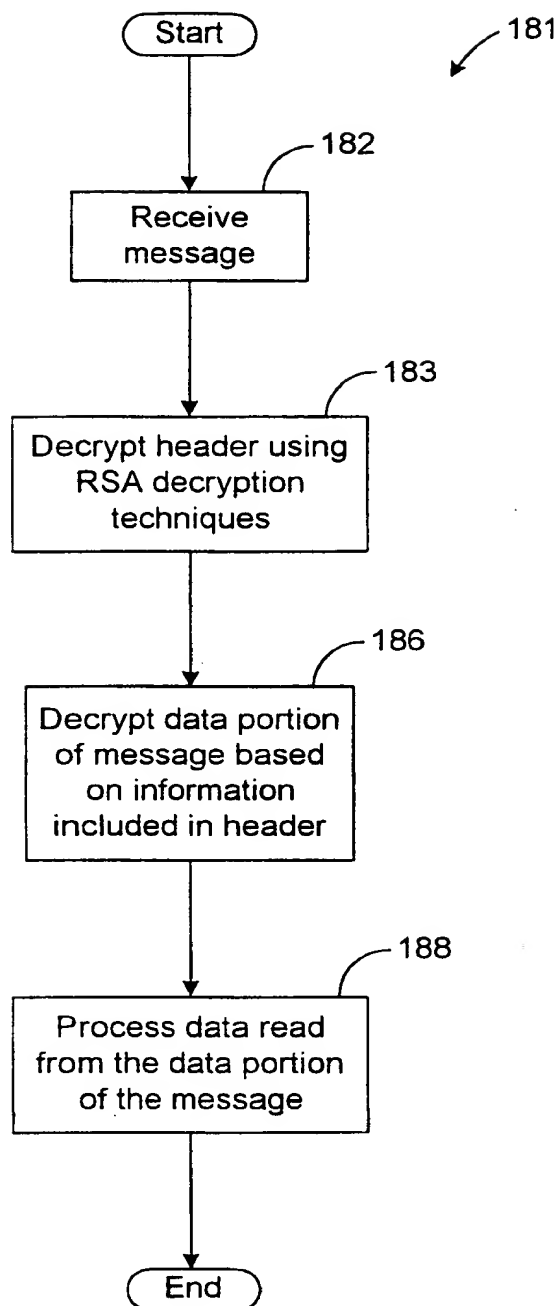 Start
181
182
Receive
message
183
Decrypt header using
RSA decryption
techniques
186
Decrypt data portion
of message based
on information
included in header
188
Process data read
from the data portion
of the message
End